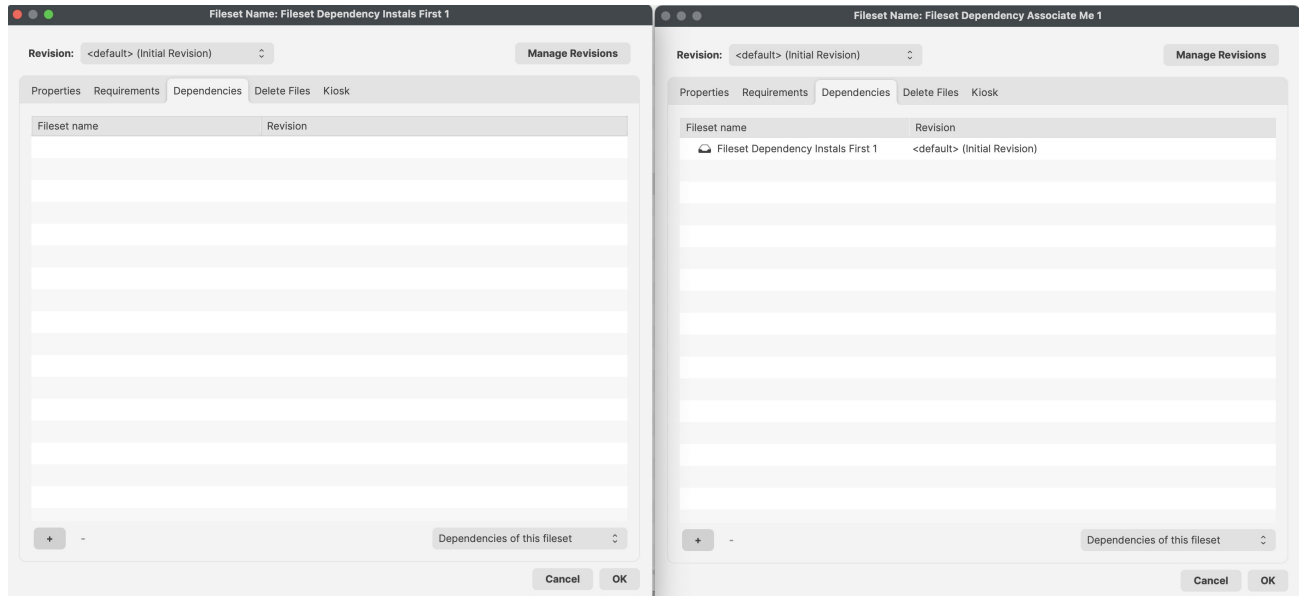 Fileset Name: Fileset Dependency Instals First 1
Revision: <default> (Initial Revision) Manage Revisions
Properties Requirements Dependencies Delete Files Kiosk
Fileset name Revision
+ - Dependencies of this fileset
Cancel OK
Fileset Name: Fileset Dependency Associate Me 1
Revision: <default> (Initial Revision) Manage Revisions
Properties Requirements Dependencies Delete Files Kiosk
Fileset name Revision
Fileset Dependency Instals First 1 <default> (Initial Revision)
+ - Dependencies of this fileset
Cancel OK